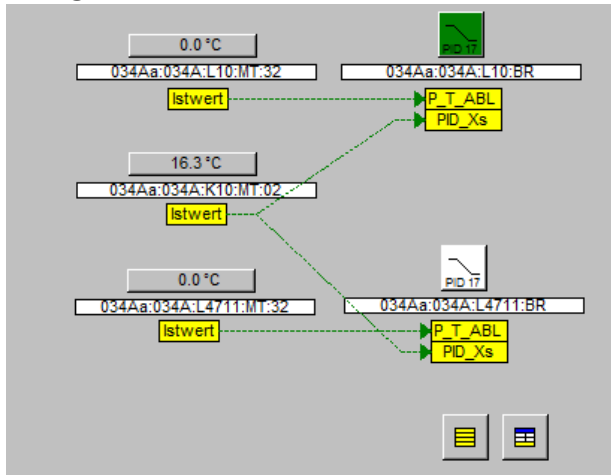 0.0 °C
PID 17
034Aa:034A:L10:MT:32
034Aa:034A:L10:BR
Istwert
P_T_ABL
PID_Xs
16.3 °C
034Aa:034A:K10:MT:02
Istwert
0.0 °C
PID 17
034Aa:034A:L4711:MT:32
034Aa:034A:L4711:BR
Istwert
P_T_ABL
PID_Xs